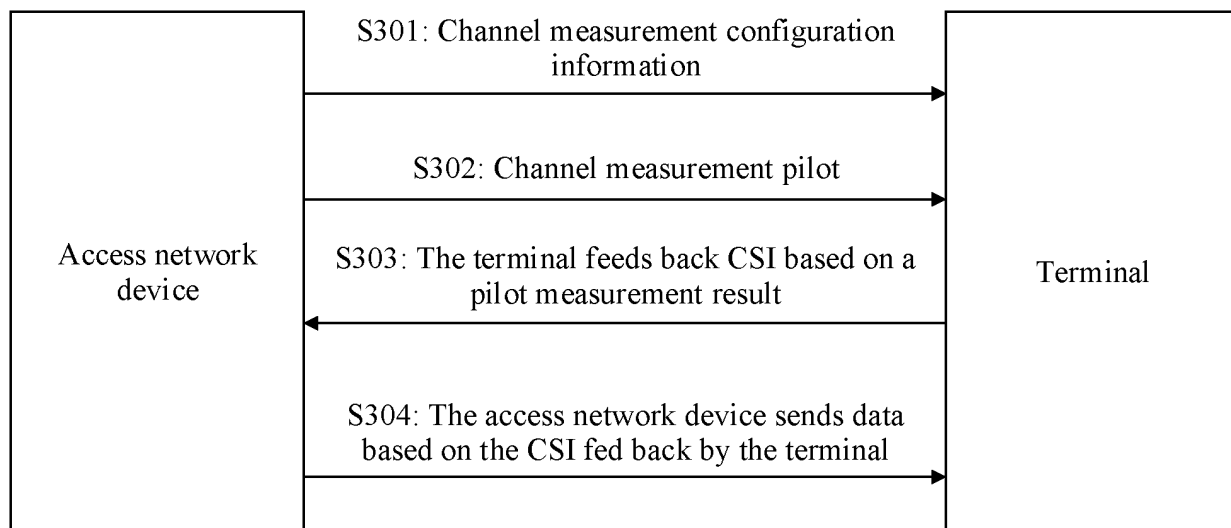 S301: Channel measurement configuration
information
S302: Channel measurement pilot
Access network
device
S303: The terminal feeds back CSI based on a
pilot measurement result
Terminal
S304: The access network device sends data
based on the CSI fed back by the terminal